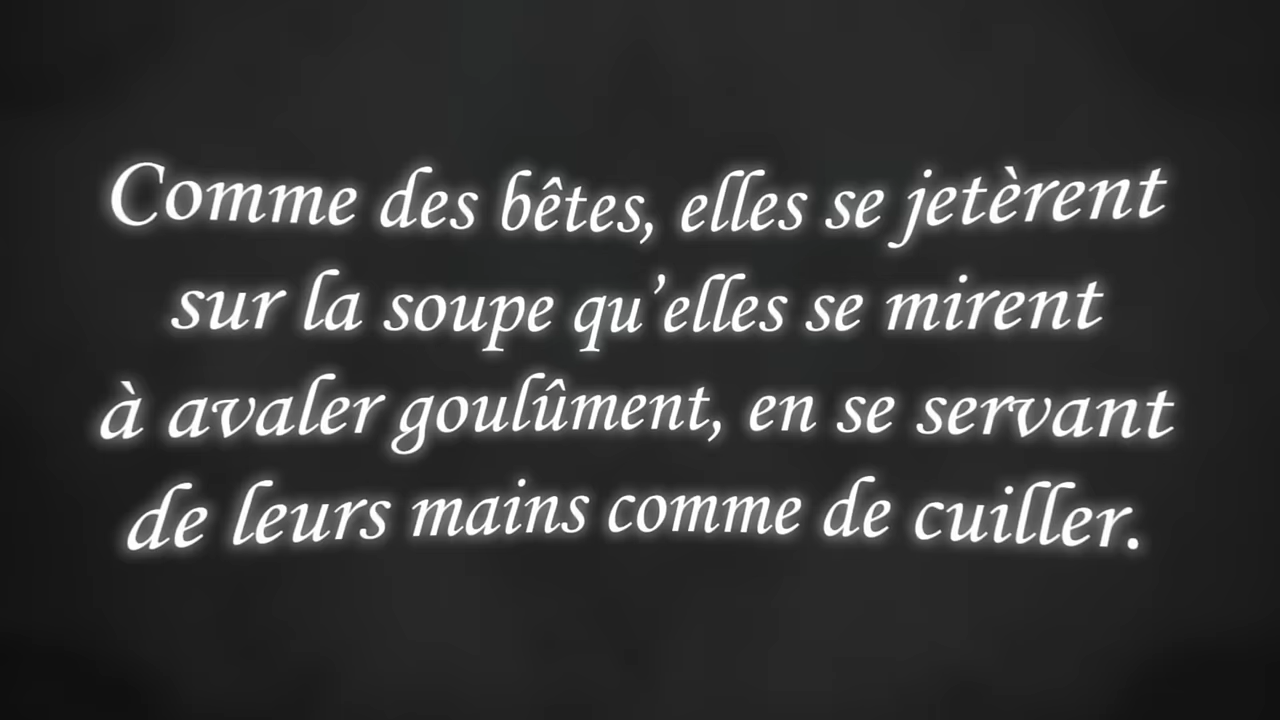 Comme des bêtes, elles se jetèrent
sur la soupe qu’elles se mirent
à avaler goulûment, en se servant
de leurs mains comme de cuiller.